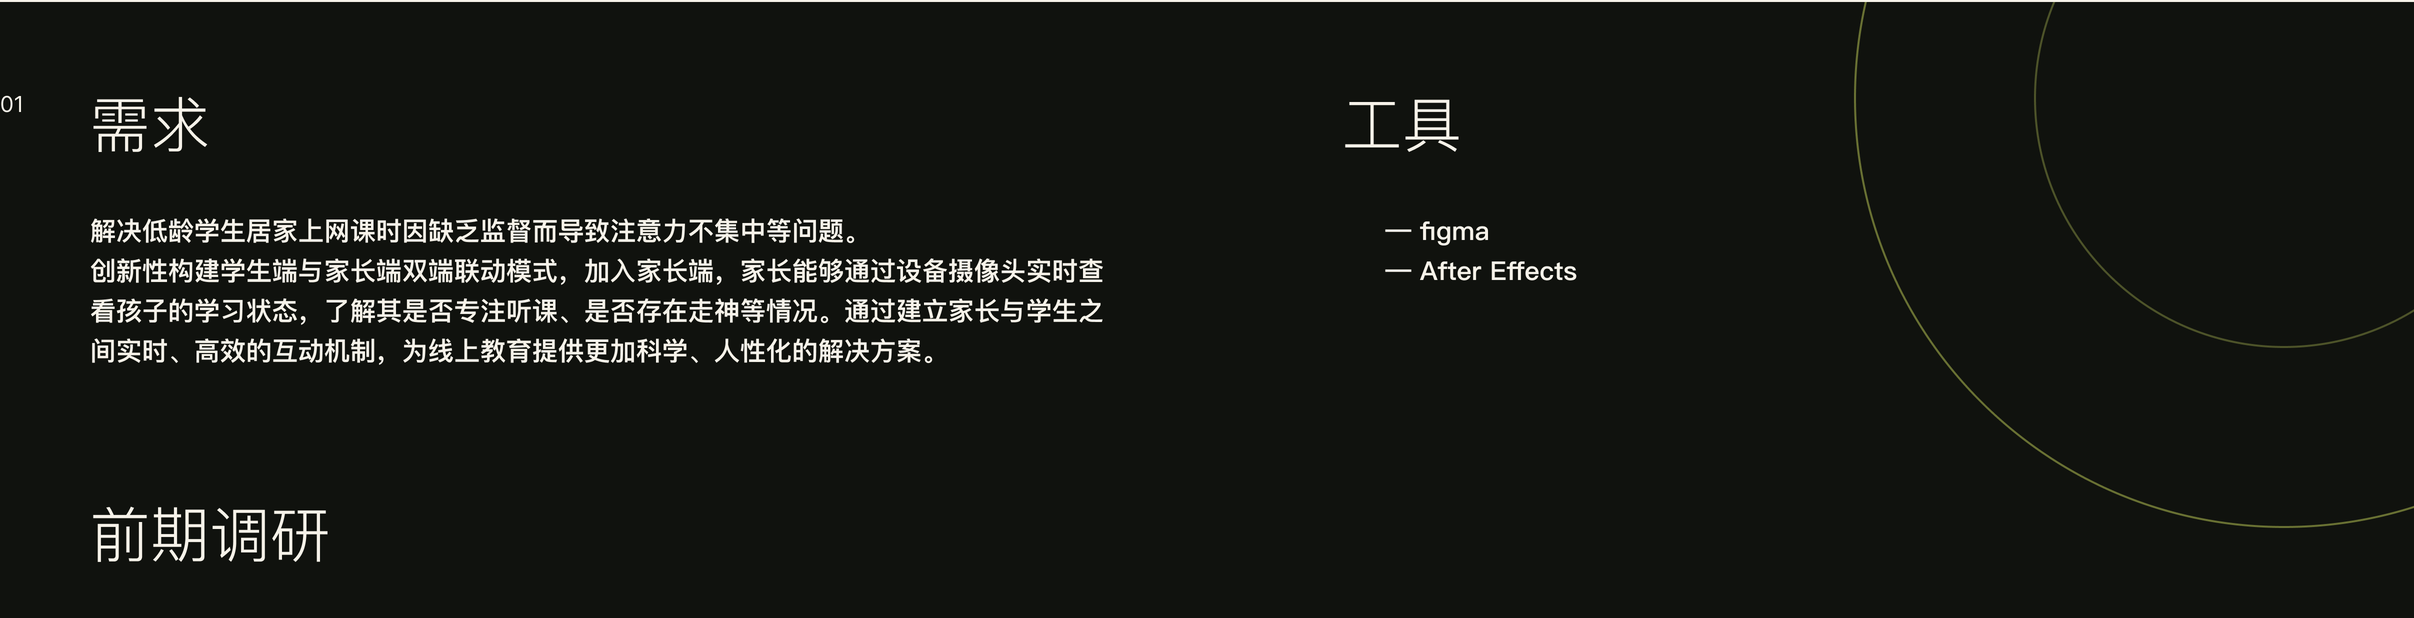 01
需求
解决低龄学生居家上网课时因缺乏监督而导致注意力不集中等问题。
创新性构建学生端与家长端双端联动模式，加入家长端，家长能够通过设备摄像头实时查
看孩子的学习状态，了解其是否专注听课、是否存在走神等情况。通过建立家长与学生之
间实时、高效的互动机制，为线上教育提供更加科学、人性化的解决方案。
工具
— figma
— After Effects
前期调研